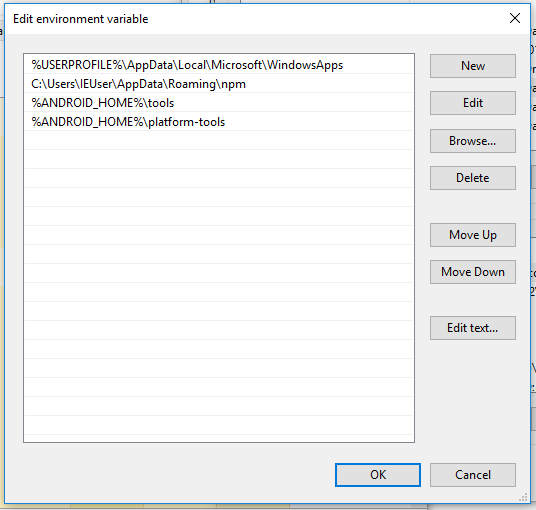 Edit environment variable
%USERPROFILE%\AppData\Local\Microsoft\WindowsApps
C:\Users\IEUser\AppData\Roaming\npm
%ANDROID_HOME%\tools
%ANDROID_HOME%\platform-tools
New
Edit
Browse...
Delete
Move Up
Move Down
Edit text...
OK
Cancel